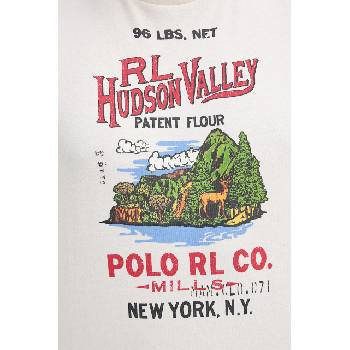 96 LBS. NET
RL
HUDSON VALLEY
PATENT FLOUR
POLO RL CO.
MILLS
NEW YORK, N.Y.